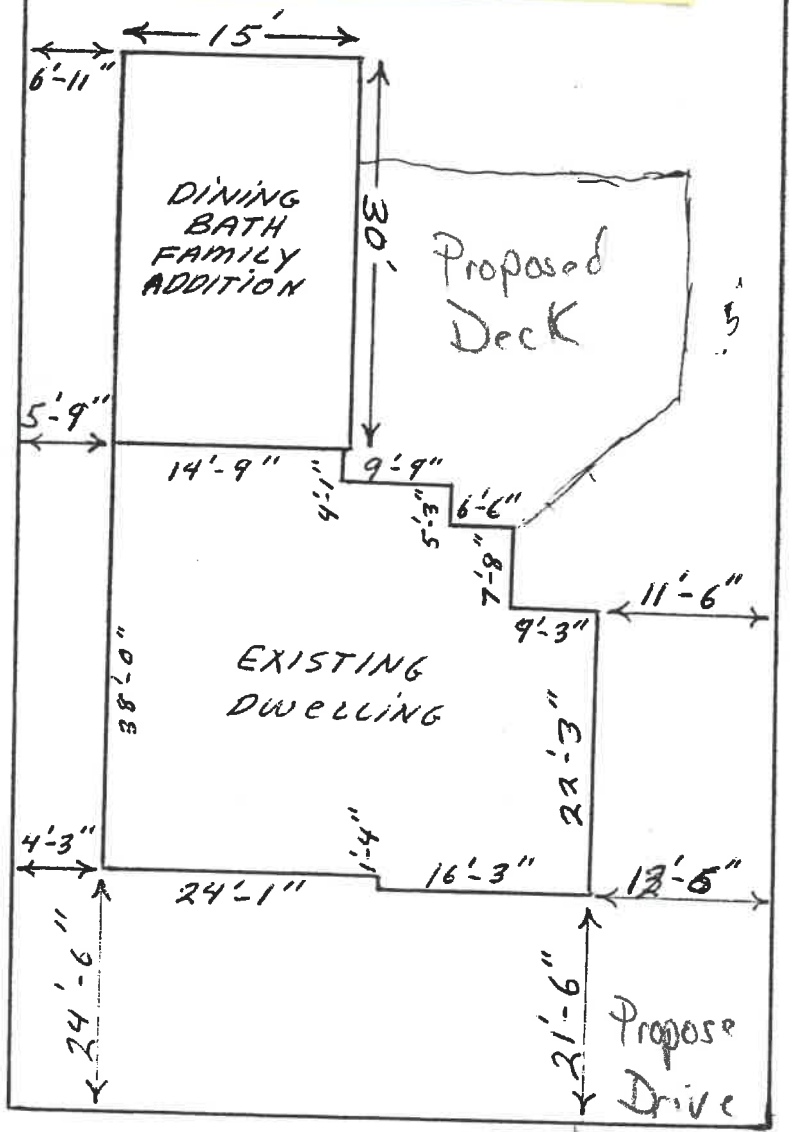 15'
6'-11"
DINING
BATH
FAMILY
ADDITION
30'
Proposed
Deck
5'
5'-9"
14'-9"
4'-1"
9'-9"
5'-3"
6'-6"
7'-8"
11'-6"
9'-3"
38'-0"
EXISTING
DWELLING
22'-3"
4'-3"
24'-1"
1'-4"
16'-3"
24'-6"
21'-6"
Propose
Drive